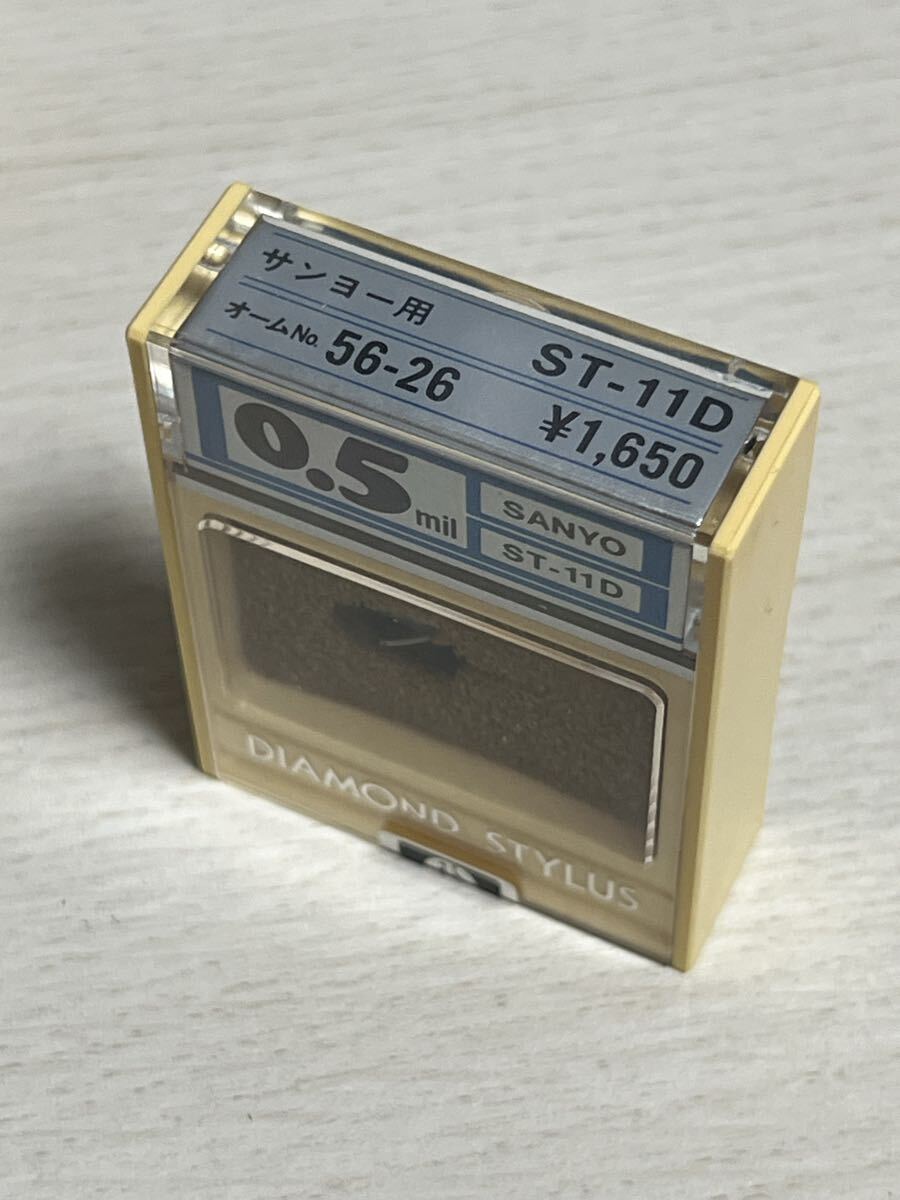 サンヨー用 ST-11D
オームNo. 56-26 ¥1,650
0.5 mil
SANYO
ST-11D
DIAMOND STYLUS